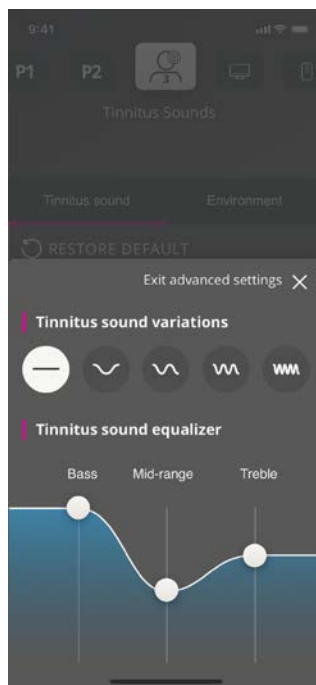 9:41
P1 P2 3
Tinnitus Sounds
Tinnitus sound Environment
RESTORE DEFAULT
Exit advanced settings
Tinnitus sound variations
Tinnitus sound equalizer
Bass Mid-range Treble